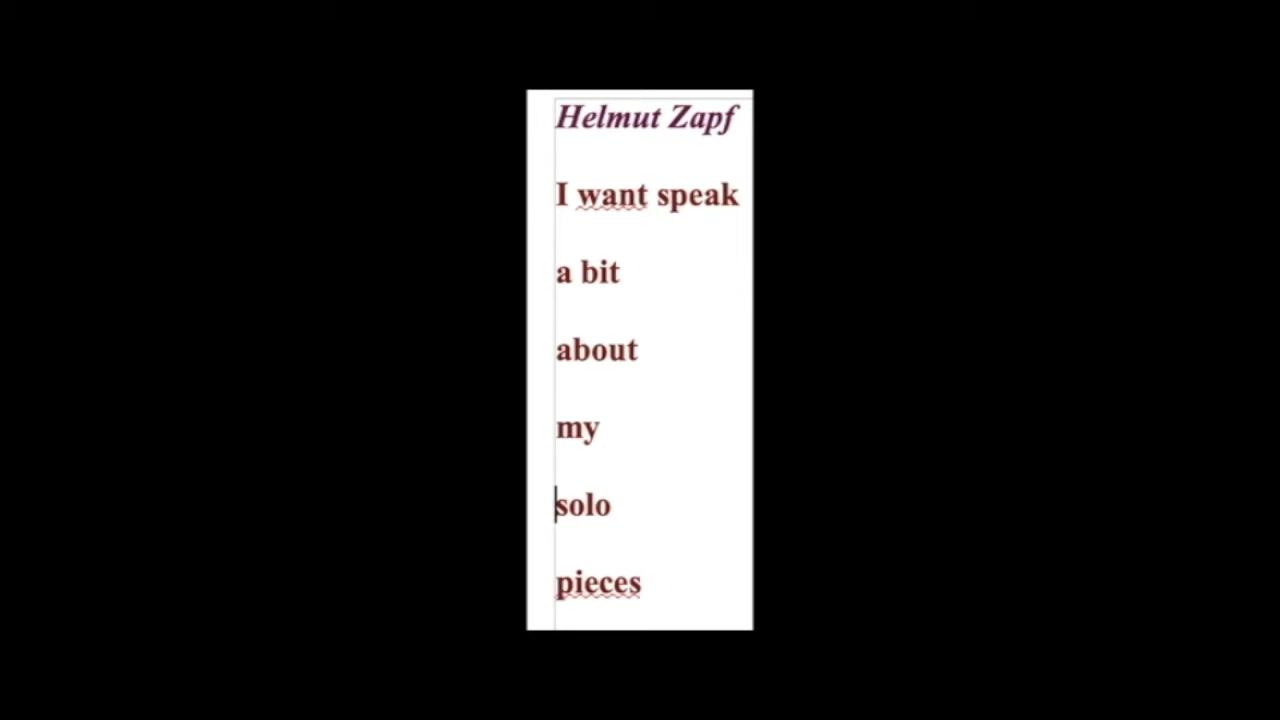 Helmut Zapf
I want speak
a bit
about
my
solo
pieces